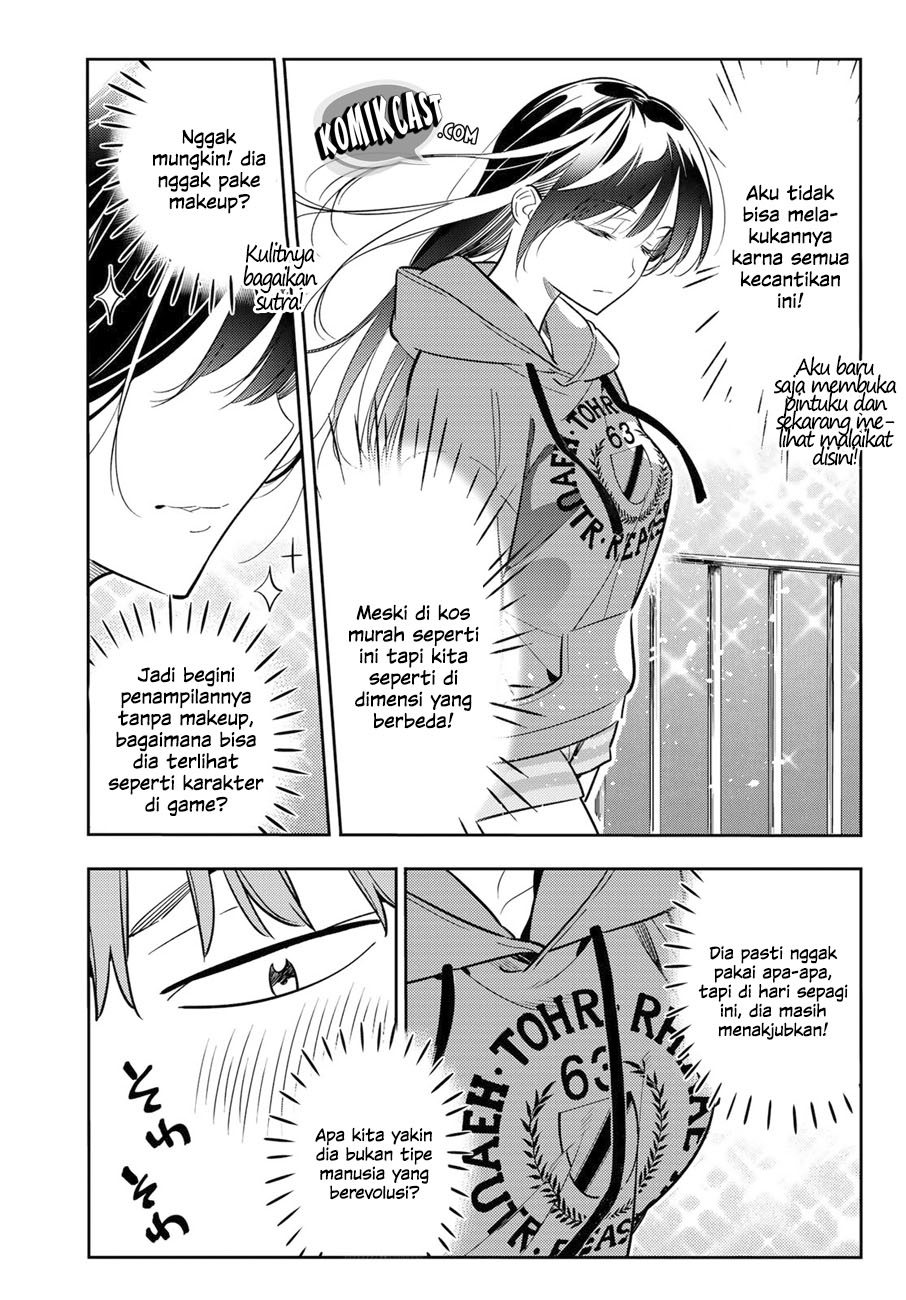 KOMIKCAST
.COM
Aku tidak
bisa mela-
kukannya
karna semua
kecantikan
ini!
Aku baru
saja membuka
pintuku dan
sekarang me-
lihat malaikat
disini!
UAEH・TOHR
63
UTR・REPRSE
Meski di kos
murah seperti
ini tapi kita
seperti di
dimensi yang
berbeda!
Nggak
mungkin! dia
nggak pake
makeup?
Kulitnya
bagaikan
sutra!
Jadi begini
penampilannya
tanpa makeup,
bagaimana bisa
dia terlihat
seperti karakter
di game?
Dia pasti nggak
pakai apa-apa,
tapi di hari sepagi
ini, dia masih
menakjubkan!
UAEH・TOHR
63
Apa kita yakin
dia bukan tipe
manusia yang
berevolusi?